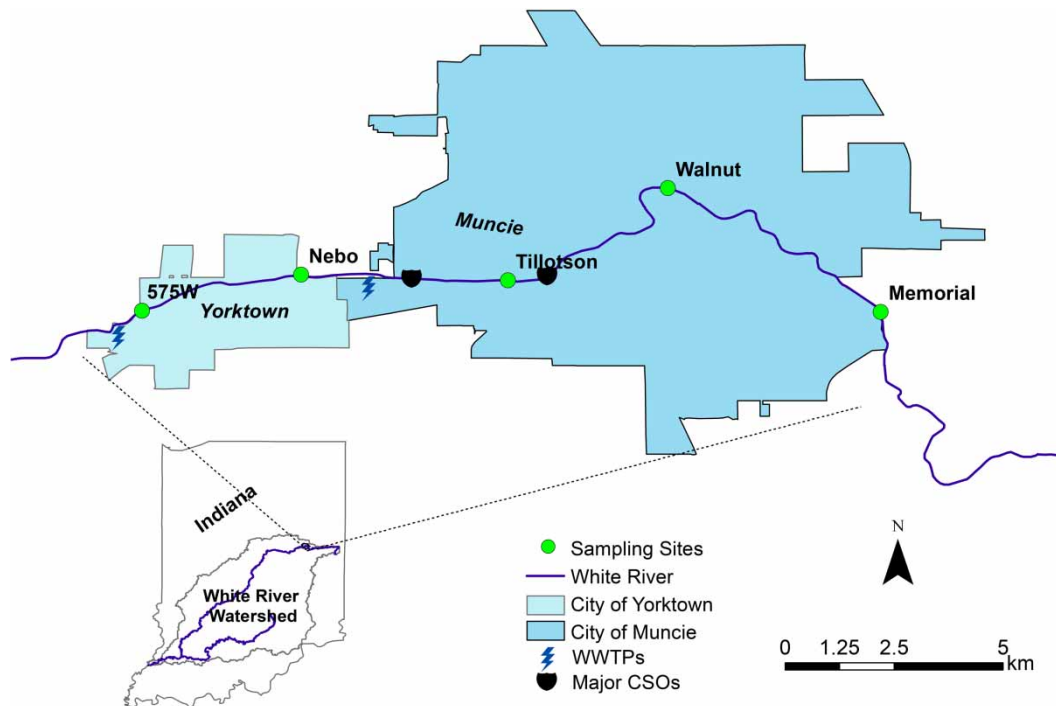 Walnut
Muncie
Nebo
Tillotson
575W
Yorktown
Memorial
Indiana
White River
Watershed
N
Sampling Sites
White River
City of Yorktown
City of Muncie
WWTPs
Major CSOs
0 1.25 2.5 5
km